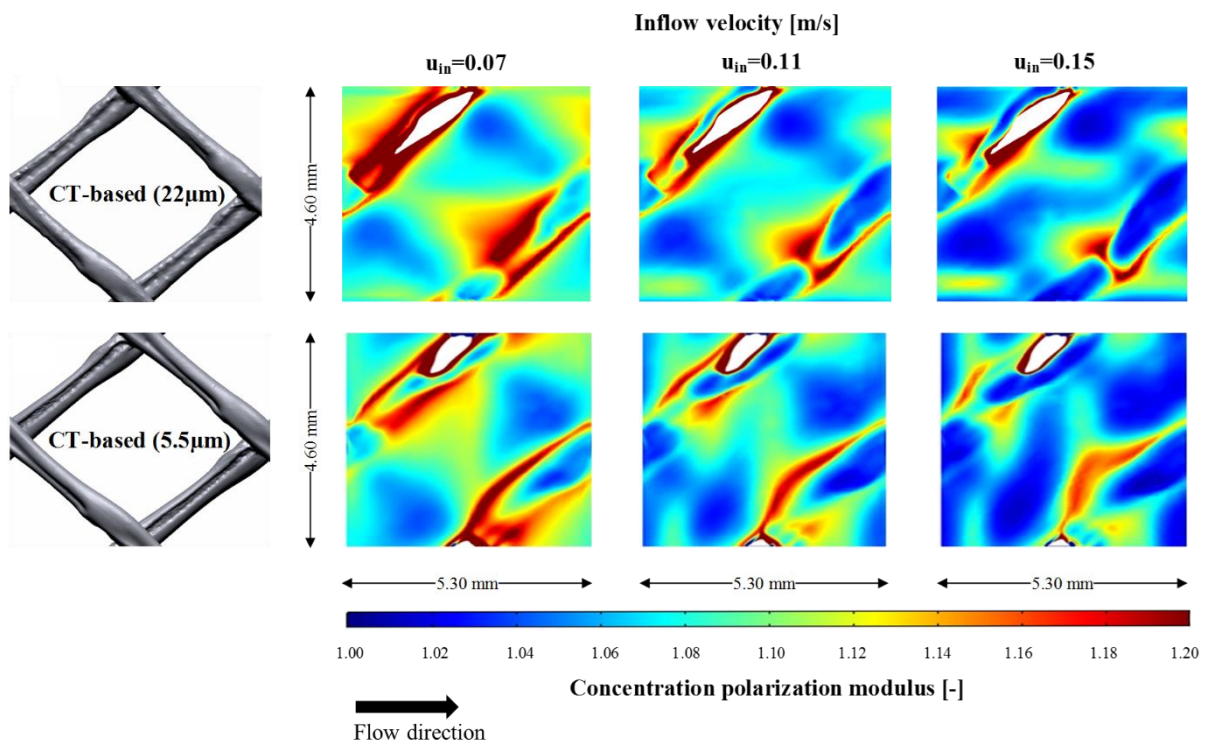 Inflow velocity [m/s]
uin=0.07
uin=0.11
uin=0.15
CT-based (22μm)
4.60 mm
CT-based (5.5μm)
4.60 mm
5.30 mm
5.30 mm
5.30 mm
1.00 1.02 1.04 1.06 1.08 1.10 1.12 1.14 1.16 1.18 1.20
Concentration polarization modulus [-]
Flow direction